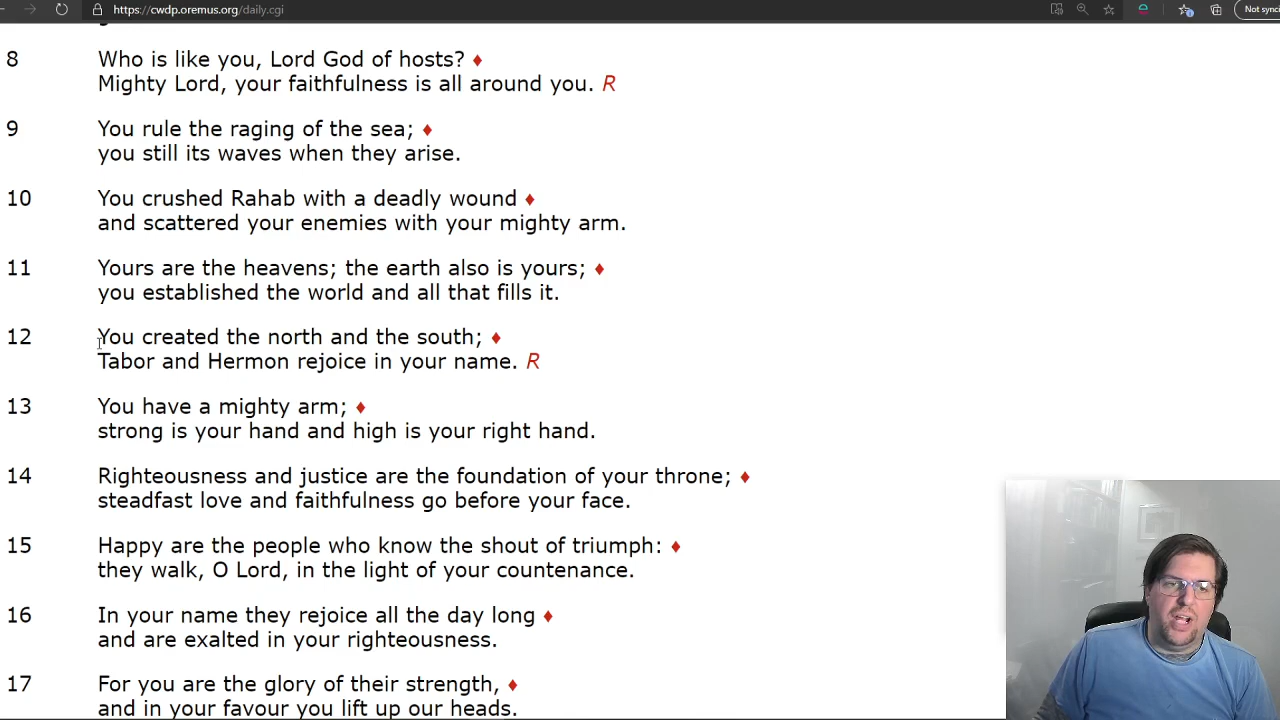 https://cwdp.oremus.org/daily.cgi
Not synci
8 Who is like you, Lord God of hosts? ♦
Mighty Lord, your faithfulness is all around you. R
9 You rule the raging of the sea; ♦
you still its waves when they arise.
10 You crushed Rahab with a deadly wound ♦
and scattered your enemies with your mighty arm.
11 Yours are the heavens; the earth also is yours; ♦
you established the world and all that fills it.
12 You created the north and the south; ♦
Tabor and Hermon rejoice in your name. R
13 You have a mighty arm; ♦
strong is your hand and high is your right hand.
14 Righteousness and justice are the foundation of your throne; ♦
steadfast love and faithfulness go before your face.
15 Happy are the people who know the shout of triumph: ♦
they walk, O Lord, in the light of your countenance.
16 In your name they rejoice all the day long ♦
and are exalted in your righteousness.
17 For you are the glory of their strength, ♦
and in your favour you lift up our heads.